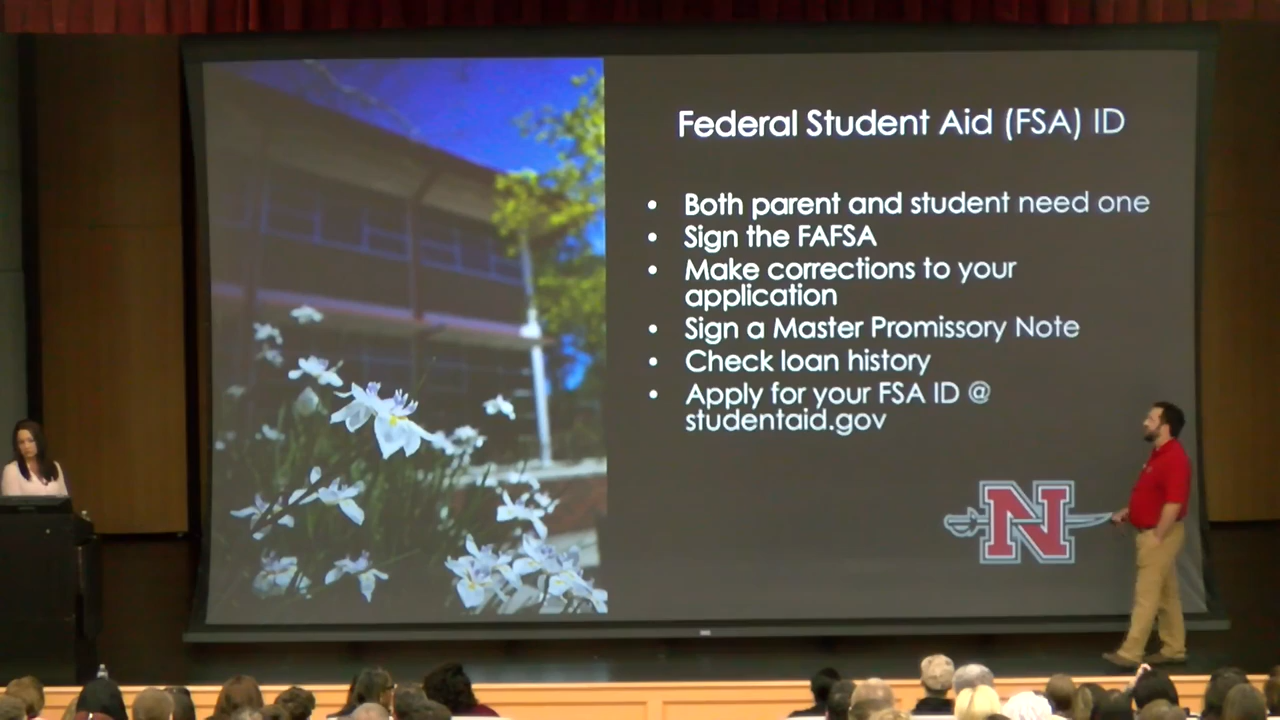 Federal Student Aid (FSA) ID
• Both parent and student need one
• Sign the FAFSA
• Make corrections to your
application
• Sign a Master Promissory Note
• Check loan history
• Apply for your FSA ID @
studentaid.gov
N